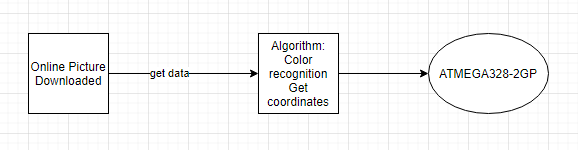 Online Picture
Downloaded
get data
Algorithm:
Color
recognition
Get
coordinates
ATMEGA328-2GP